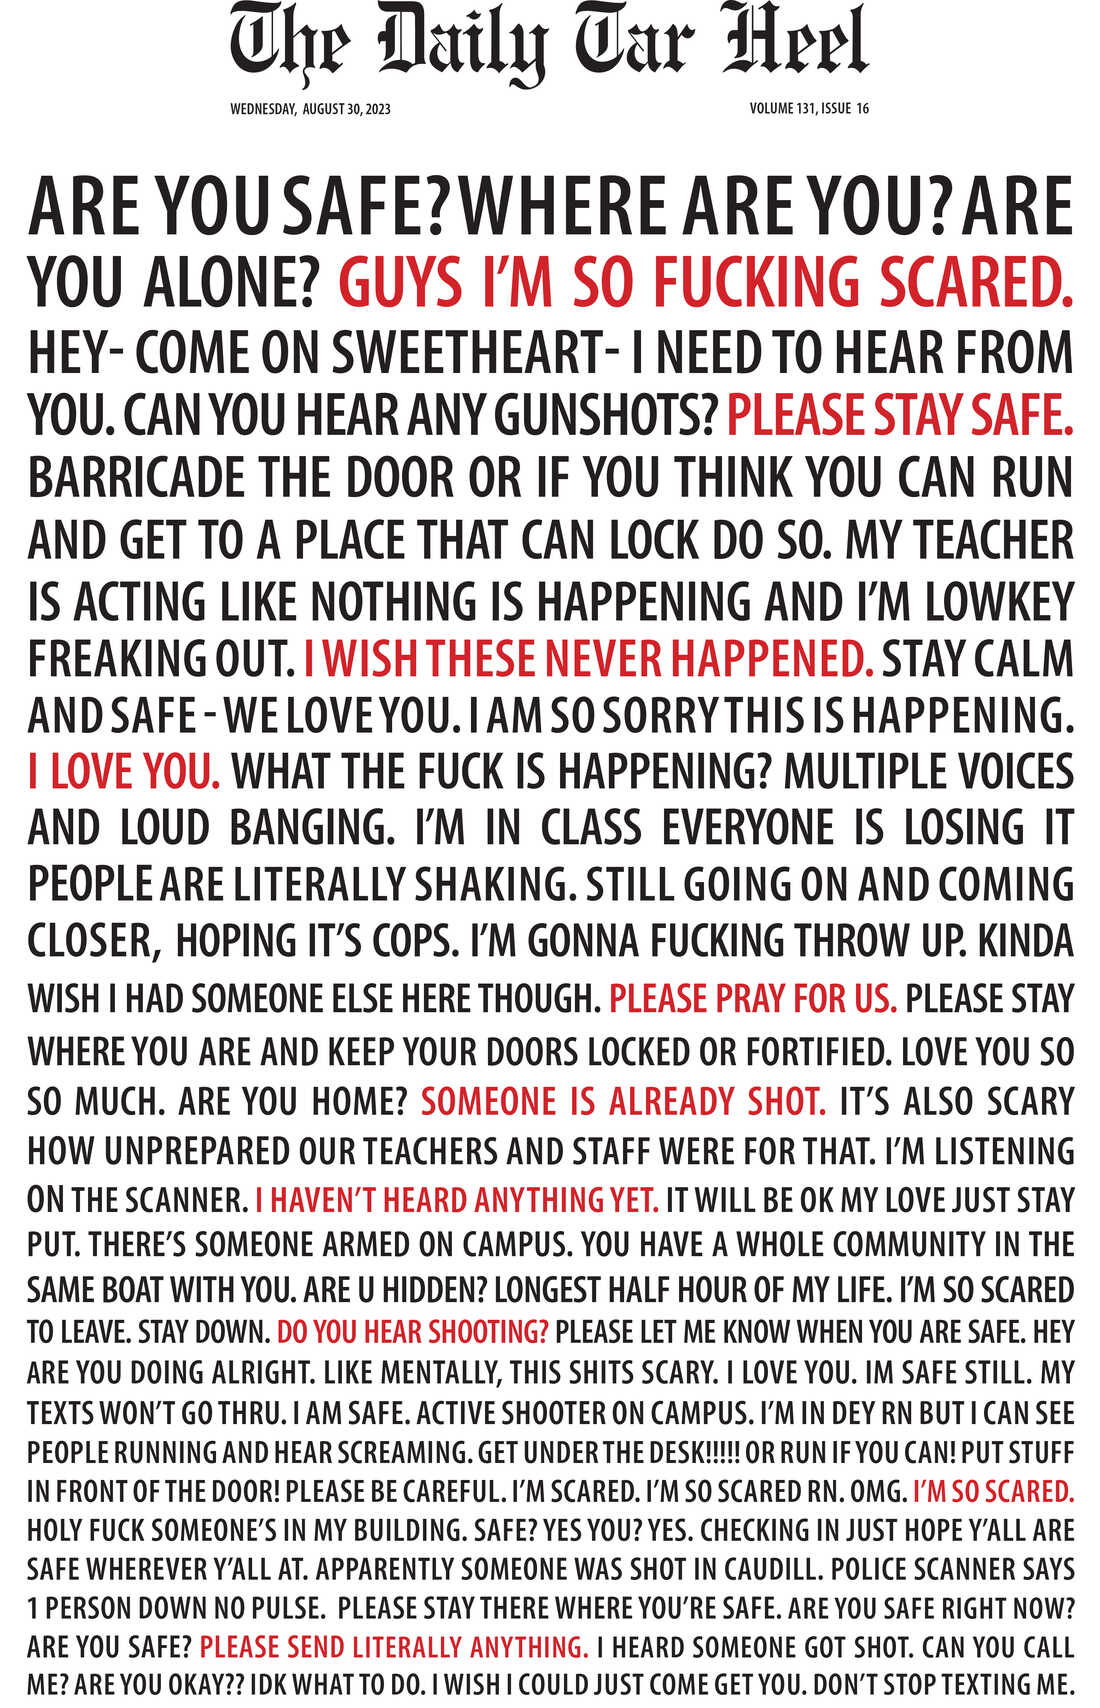 The Daily Tar Heel
WEDNESDAY, AUGUST 30, 2023 VOLUME 131, ISSUE 16
ARE YOU SAFE? WHERE ARE YOU? ARE
YOU ALONE? GUYS I'M SO FUCKING SCARED.
HEY- COME ON SWEETHEART- I NEED TO HEAR FROM
YOU. CAN YOU HEAR ANY GUNSHOTS? PLEASE STAY SAFE.
BARRICADE THE DOOR OR IF YOU THINK YOU CAN RUN
AND GET TO A PLACE THAT CAN LOCK DO SO. MY TEACHER
IS ACTING LIKE NOTHING IS HAPPENING AND I'M LOWKEY
FREAKING OUT. I WISH THESE NEVER HAPPENED. STAY CALM
AND SAFE - WE LOVE YOU. I AM SO SORRY THIS IS HAPPENING.
I LOVE YOU. WHAT THE FUCK IS HAPPENING? MULTIPLE VOICES
AND LOUD BANGING. I'M IN CLASS EVERYONE IS LOSING IT
PEOPLE ARE LITERALLY SHAKING. STILL GOING ON AND COMING
CLOSER, HOPING IT'S COPS. I'M GONNA FUCKING THROW UP. KINDA
WISH I HAD SOMEONE ELSE HERE THOUGH. PLEASE PRAY FOR US. PLEASE STAY
WHERE YOU ARE AND KEEP YOUR DOORS LOCKED OR FORTIFIED. LOVE YOU SO
SO MUCH. ARE YOU HOME? SOMEONE IS ALREADY SHOT. IT'S ALSO SCARY
HOW UNPREPARED OUR TEACHERS AND STAFF WERE FOR THAT. I'M LISTENING
ON THE SCANNER. I HAVEN'T HEARD ANYTHING YET. IT WILL BE OK MY LOVE JUST STAY
PUT. THERE'S SOMEONE ARMED ON CAMPUS. YOU HAVE A WHOLE COMMUNITY IN THE
SAME BOAT WITH YOU. ARE U HIDDEN? LONGEST HALF HOUR OF MY LIFE. I'M SO SCARED
TO LEAVE. STAY DOWN. DO YOU HEAR SHOOTING? PLEASE LET ME KNOW WHEN YOU ARE SAFE. HEY
ARE YOU DOING ALRIGHT. LIKE MENTALLY, THIS SHITS SCARY. I LOVE YOU. IM SAFE STILL. MY
TEXTS WON'T GO THRU. I AM SAFE. ACTIVE SHOOTER ON CAMPUS. I'M IN DEY RN BUT I CAN SEE
PEOPLE RUNNING AND HEAR SCREAMING. GET UNDER THE DESK!!!!! OR RUN IF YOU CAN! PUT STUFF
IN FRONT OF THE DOOR! PLEASE BE CAREFUL. I'M SCARED. I'M SO SCARED RN. OMG. I'M SO SCARED.
HOLY FUCK SOMEONE'S IN MY BUILDING. SAFE? YES YOU? YES. CHECKING IN JUST HOPE Y'ALL ARE
SAFE WHEREVER Y'ALL AT. APPARENTLY SOMEONE WAS SHOT IN CAUDILL. POLICE SCANNER SAYS
1 PERSON DOWN NO PULSE. PLEASE STAY THERE WHERE YOU'RE SAFE. ARE YOU SAFE RIGHT NOW?
ARE YOU SAFE? PLEASE SEND LITERALLY ANYTHING. I HEARD SOMEONE GOT SHOT. CAN YOU CALL
ME? ARE YOU OKAY?? IDK WHAT TO DO. I WISH I COULD JUST COME GET YOU. DON'T STOP TEXTING ME.